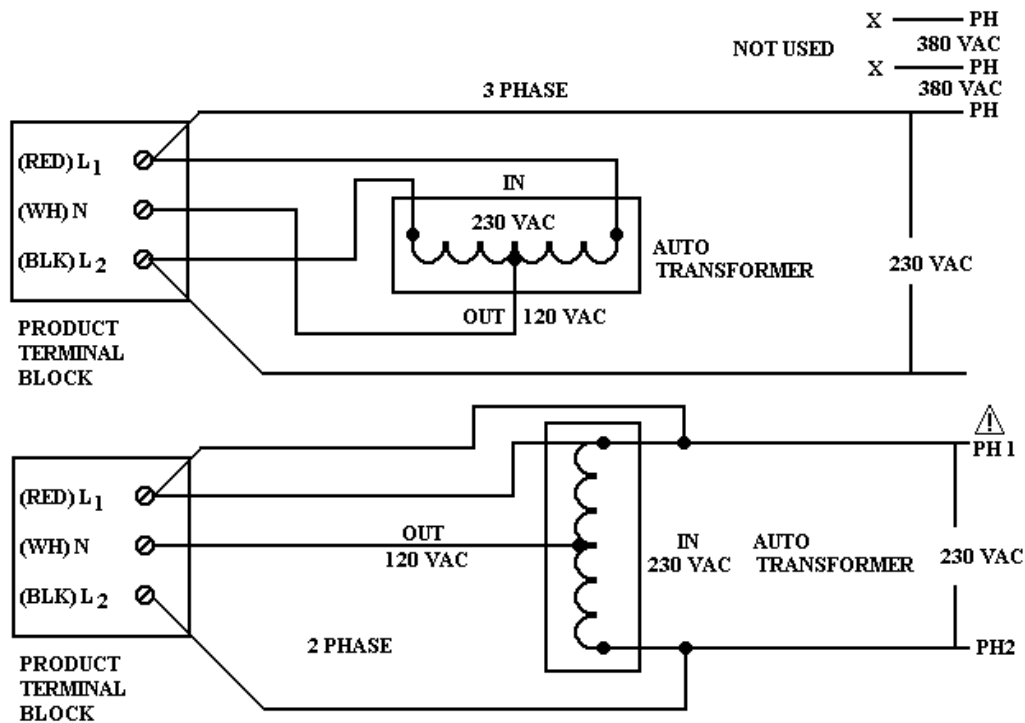 X PH
NOT USED 380 VAC
X PH
380 VAC
3 PHASE PH
(RED) L1
(WH) N
(BLK) L2
IN
230 VAC
AUTO
TRANSFORMER
230 VAC
OUT 120 VAC
PRODUCT
TERMINAL
BLOCK
PH 1
(RED) L1
(WH) N
(BLK) L2
OUT
120 VAC
IN
230 VAC
AUTO
TRANSFORMER
230 VAC
2 PHASE
PH2
PRODUCT
TERMINAL
BLOCK